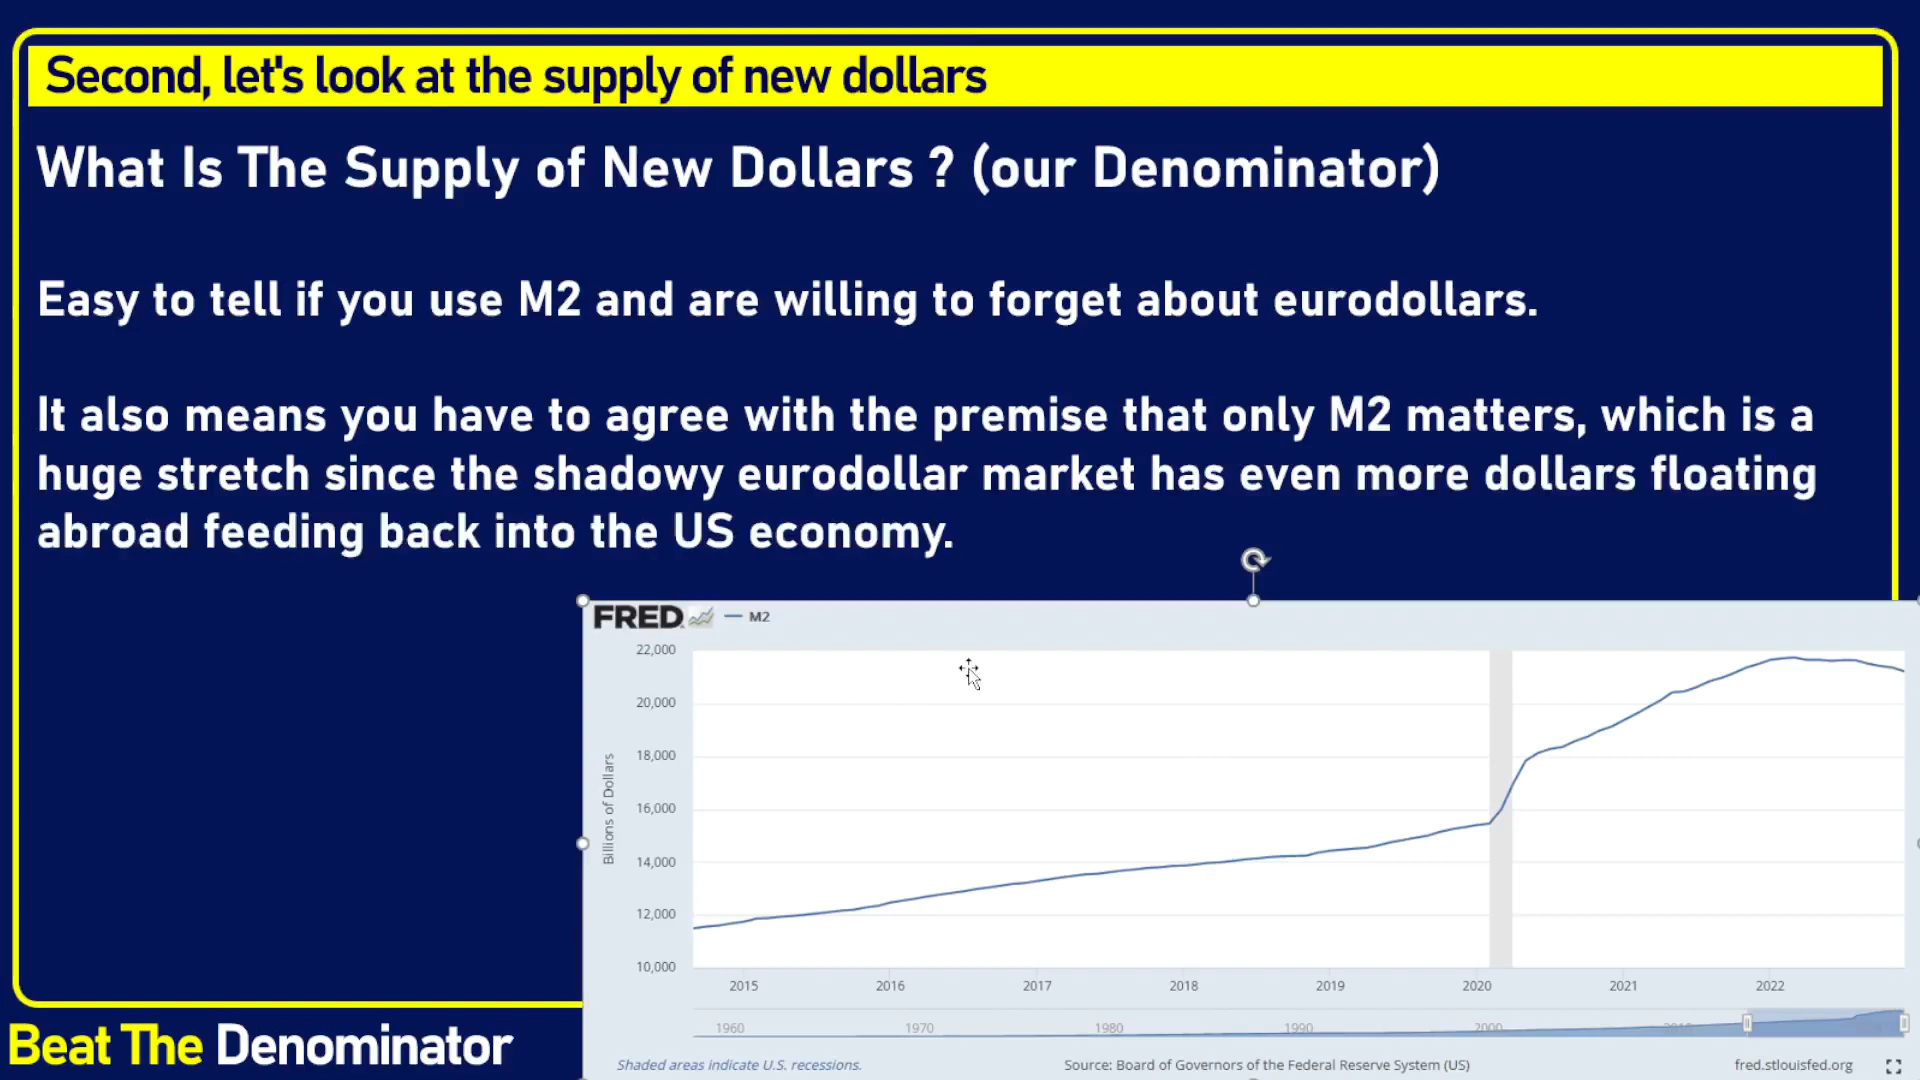 Second, let's look at the supply of new dollars
What Is The Supply of New Dollars ? (our Denominator)
Easy to tell if you use M2 and are willing to forget about eurodollars.
It also means you have to agree with the premise that only M2 matters, which is a
huge stretch since the shadowy eurodollar market has even more dollars floating
abroad feeding back into the US economy.
FRED — M2
22,000
20,000
18,000
16,000
14,000
12,000
10,000
Billions of Dollars
2015 2016 2017 2018 2019 2020 2021 2022
1960 1970 1980 1990 2000 2010
Shaded areas indicate U.S. recessions. Source: Board of Governors of the Federal Reserve System (US) fred.stlouisfed.org
Beat The Denominator